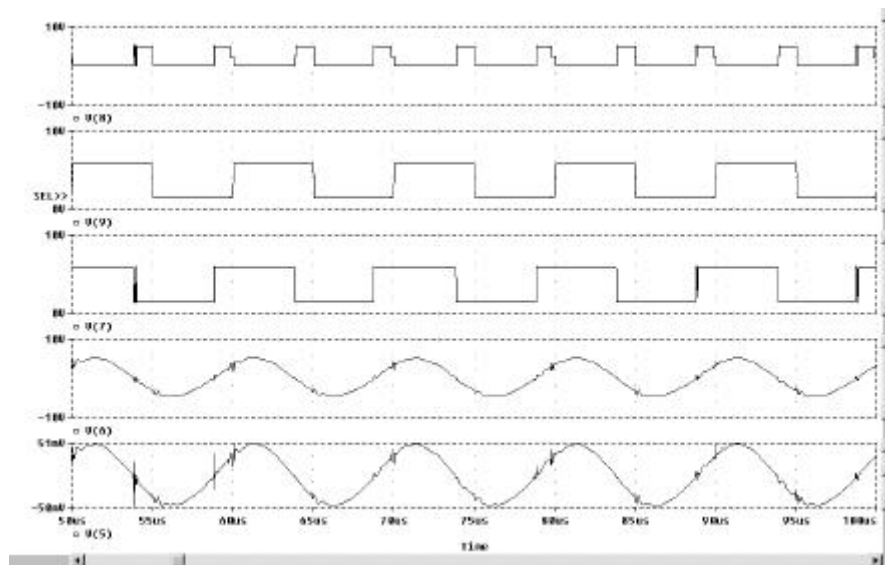 10V
-10V
▫ V(8)
10V
SEL>>
0V
▫ V(9)
10V
0V
▫ V(7)
10V
-10V
▫ V(6)
51mV
-50mV
50us 55us 60us 65us 70us 75us 80us 85us 90us 95us 100us
▫ V(5)
Time